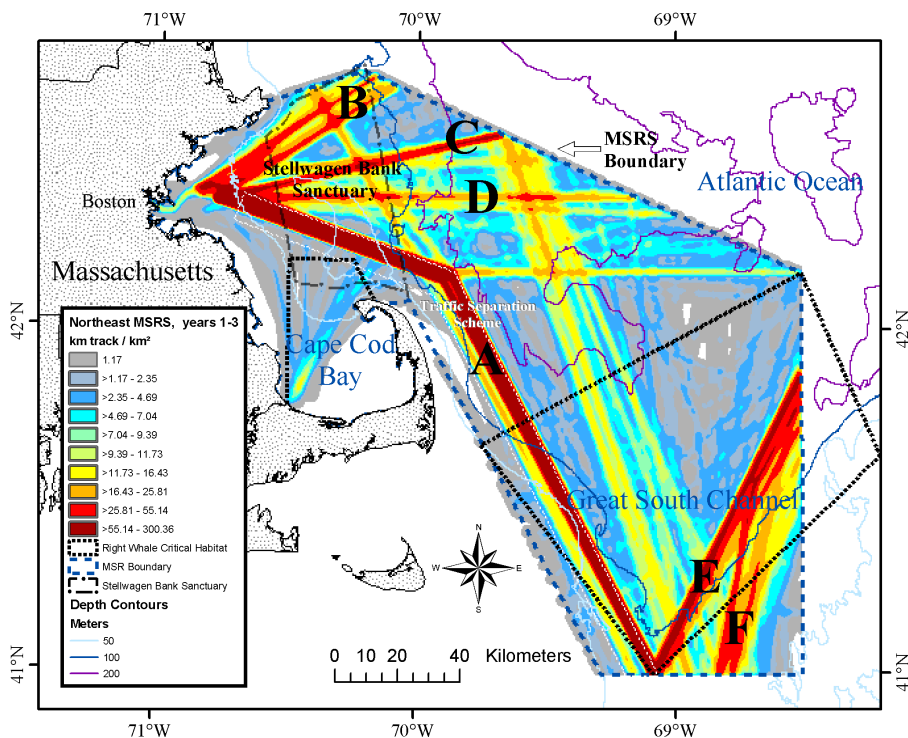 71°W
70°W
69°W
B
C
MSRS
Boundary
Stellwagen Bank
Sanctuary
Atlantic Ocean
D
Boston
Massachusetts
42°N
42°N
Traffic Separation
Scheme
A
Cape Cod
Bay
Great South Channel
E
F
Northeast MSRS, years 1-3
km track / km²
1.17
>1.17 - 2.35
>2.35 - 4.69
>4.69 - 7.04
>7.04 - 9.39
>9.39 - 11.73
>11.73 - 16.43
>16.43 - 25.81
>25.81 - 55.14
>55.14 - 300.36
Right Whale Critical Habitat
MSR Boundary
Stellwagen Bank Sanctuary
Depth Contours
Meters
50
100
200
N
W
E
S
0 10 20 40 Kilometers
41°N
41°N
71°W
70°W
69°W